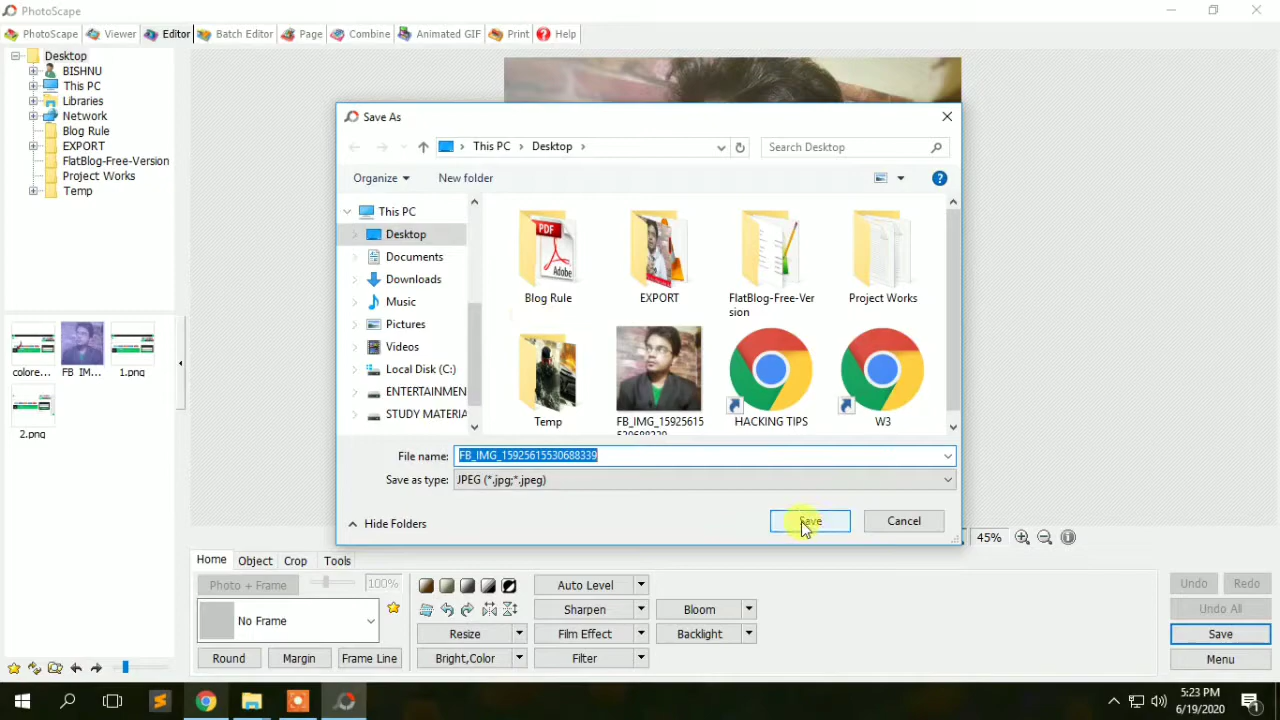 PhotoScape
PhotoScape Viewer Editor Batch Editor Page Combine Animated GIF Print Help
Desktop
BISHNU
This PC
Libraries
Network
Blog Rule
EXPORT
FlatBlog-Free-Version
Project Works
Temp
colore... FB_IM... 1.png
2.png
Save As
This PC > Desktop >
Search Desktop
Organize New folder
This PC
Desktop
Documents
Downloads
Music
Pictures
Videos
Local Disk (C:)
ENTERTAINMEN
STUDY MATERIA
PDF
Adobe
Blog Rule EXPORT FlatBlog-Free-Ver Project Works
sion
Temp FB_IMG_15925615 HACKING TIPS W3
530688339
File name: FB_IMG_15925615530688339
Save as type: JPEG (*.jpg;*.jpeg)
Hide Folders Save Cancel
45%
Home Object Crop Tools
Photo + Frame 100% Auto Level Undo Redo
No Frame Sharpen Bloom Undo All
Resize Film Effect Backlight Save
Round Margin Frame Line Bright,Color Filter Menu
5:23 PM
6/19/2020
1